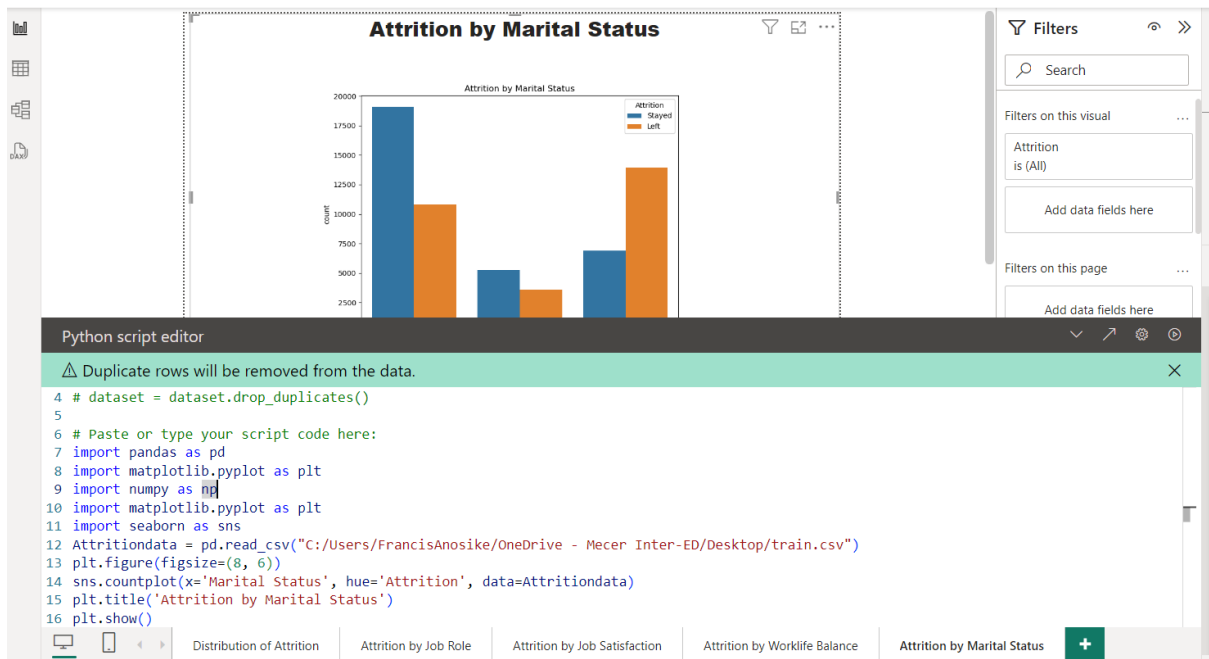 Attrition by Marital Status
Filters
Search
Filters on this visual
...
Attrition
is (All)
Add data fields here
Filters on this page
...
Add data fields here
DAX
Attrition by Marital Status
Attrition
Stayed
Left
20000
17500
15000
12500
10000
7500
5000
2500
count
Python script editor
Duplicate rows will be removed from the data.
4 # dataset = dataset.drop_duplicates()
5
6 # Paste or type your script code here:
7 import pandas as pd
8 import matplotlib.pyplot as plt
9 import numpy as np
10 import matplotlib.pyplot as plt
11 import seaborn as sns
12 Attritiondata = pd.read_csv("C:/Users/FrancisAnosike/OneDrive - Mecer Inter-ED/Desktop/train.csv")
13 plt.figure(figsize=(8, 6))
14 sns.countplot(x='Marital Status', hue='Attrition', data=Attritiondata)
15 plt.title('Attrition by Marital Status')
16 plt.show()
Distribution of Attrition
Attrition by Job Role
Attrition by Job Satisfaction
Attrition by Worklife Balance
Attrition by Marital Status
+